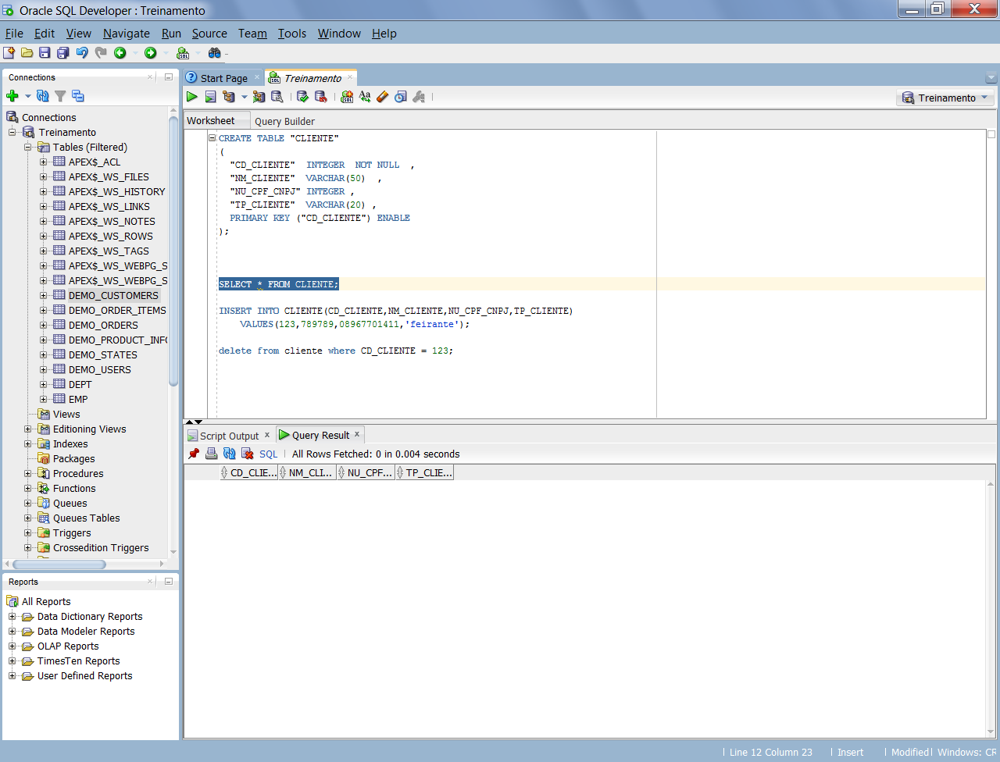 Oracle SQL Developer : Treinamento
File Edit View Navigate Run Source Team Tools Window Help
Connections
Connections
Treinamento
Tables (Filtered)
APEX$_ACL
APEX$_WS_FILES
APEX$_WS_HISTORY
APEX$_WS_LINKS
APEX$_WS_NOTES
APEX$_WS_ROWS
APEX$_WS_TAGS
APEX$_WS_WEBPG_S
APEX$_WS_WEBPG_S
DEMO_CUSTOMERS
DEMO_ORDER_ITEMS
DEMO_ORDERS
DEMO_PRODUCT_INFO
DEMO_STATES
DEMO_USERS
DEPT
EMP
Views
Editioning Views
Indexes
Packages
Procedures
Functions
Queues
Queues Tables
Triggers
Crossedition Triggers
Reports
All Reports
Data Dictionary Reports
Data Modeler Reports
OLAP Reports
TimesTen Reports
User Defined Reports
Start Page Treinamento
Treinamento
Worksheet Query Builder
CREATE TABLE "CLIENTE"
(
"CD_CLIENTE" INTEGER NOT NULL ,
"NM_CLIENTE" VARCHAR(50) ,
"NU_CPF_CNPJ" INTEGER ,
"TP_CLIENTE" VARCHAR(20) ,
PRIMARY KEY ("CD_CLIENTE") ENABLE
);
SELECT * FROM CLIENTE;
INSERT INTO CLIENTE(CD_CLIENTE,NM_CLIENTE,NU_CPF_CNPJ,TP_CLIENTE)
VALUES(123,789789,08967701411,'feirante');
delete from cliente where CD_CLIENTE = 123;
Script Output x Query Result x
SQL All Rows Fetched: 0 in 0.004 seconds
CD_CLIE... NM_CLI... NU_CPF... TP_CLIE...
Line 12 Column 23 Insert Modified Windows: CR